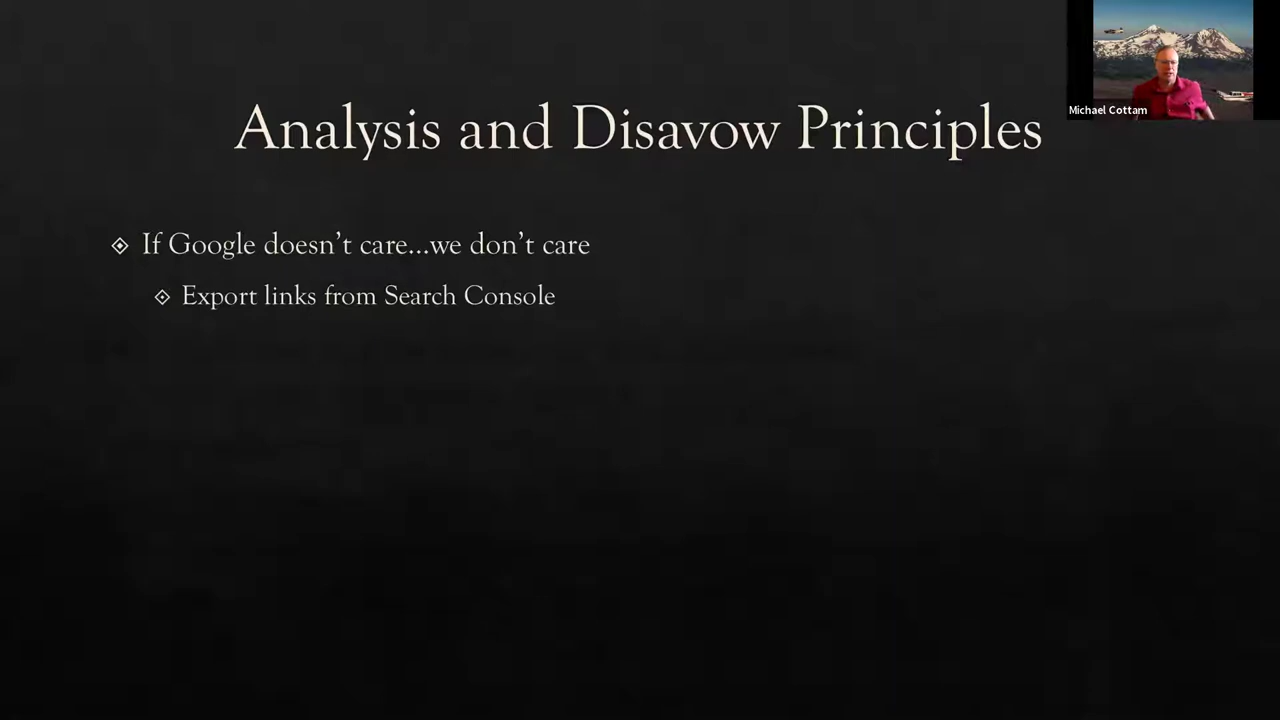 Michael Cottam
Analysis and Disavow Principles
If Google doesn't care...we don't care
Export links from Search Console